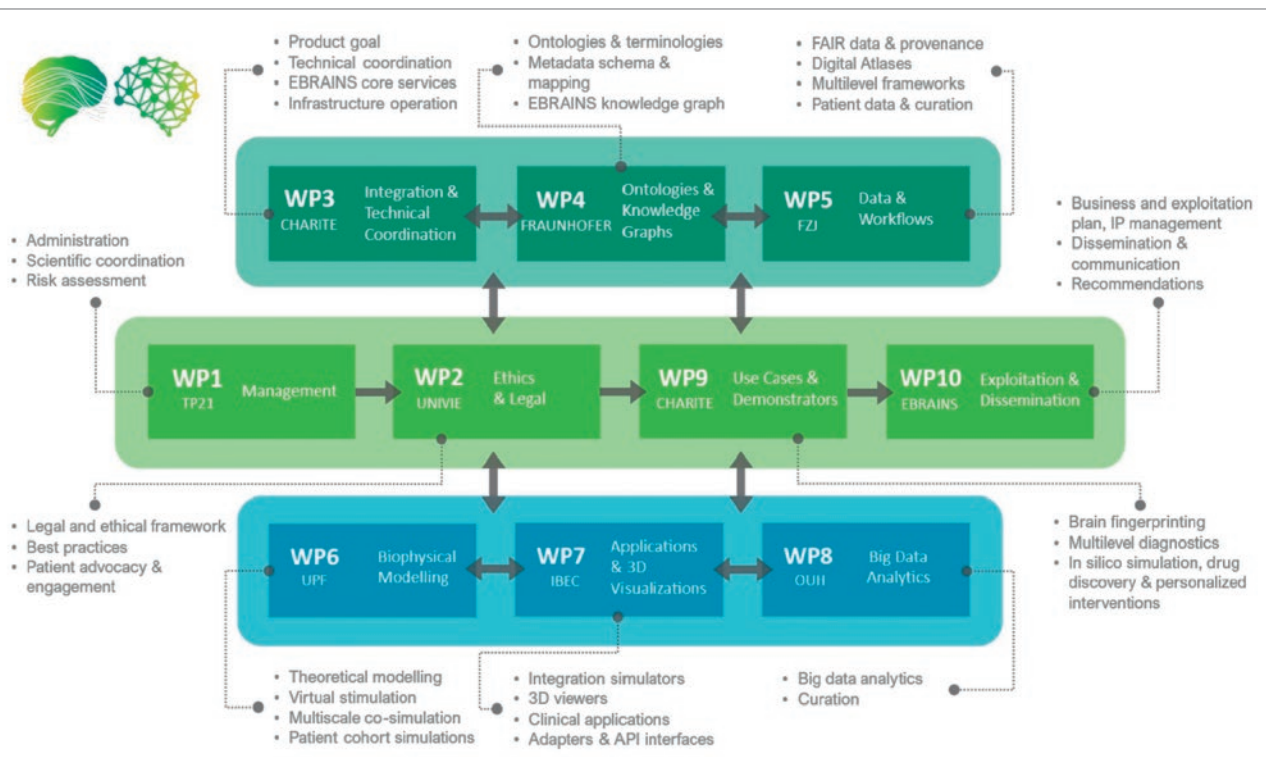 • Product goal
• Technical coordination
• EBRAINS core services
• Infrastructure operation
• Ontologies & terminologies
• Metadata schema &
mapping
• EBRAINS knowledge graph
• FAIR data & provenance
• Digital Atlases
• Multilevel frameworks
• Patient data & curation
WP3
CHARITE
Integration &
Technical
Coordination
WP4
FRAUNHOFER
Ontologies &
Knowledge
Graphs
WP5
FZJ
Data &
Workflows
• Administration
• Scientific coordination
• Risk assessment
• Business and exploitation
plan, IP management
• Dissemination &
communication
• Recommendations
WP1
TP21
Management
WP2
UNIVIE
Ethics
& Legal
WP9
CHARITE
Use Cases &
Demonstrators
WP10
EBRAINS
Exploitation &
Dissemination
• Legal and ethical framework
• Best practices
• Patient advocacy &
engagement
• Brain fingerprinting
• Multilevel diagnostics
• In silico simulation, drug
discovery & personalized
interventions
WP6
UPF
Biophysical
Modelling
WP7
IBEC
Applications
& 3D
Visualizations
WP8
OUH
Big Data
Analytics
• Theoretical modelling
• Virtual stimulation
• Multiscale co-simulation
• Patient cohort simulations
• Integration simulators
• 3D viewers
• Clinical applications
• Adapters & API interfaces
• Big data analytics
• Curation